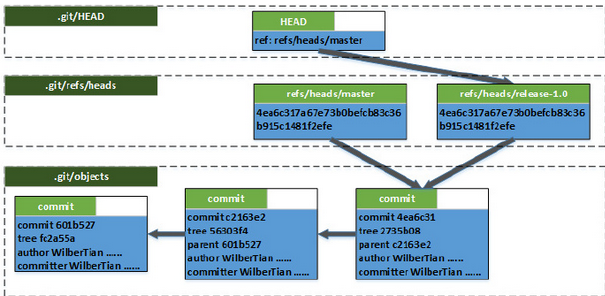 .git/HEAD
HEAD
ref: refs/heads/master
.git/refs/heads
refs/heads/master
4ea6c317a67e73b0befcb83c36
b915c1481f2efe
refs/heads/release-1.0
4ea6c317a67e73b0befcb83c36
b915c1481f2efe
.git/objects
commit
commit 601b527
tree fc2a55a
author WilberTian ......
committer WilberTian ......
commit
commit c2163e2
tree 56303f4
parent 601b527
author WilberTian ......
committer WilberTian ......
commit
commit 4ea6c31
tree 2735b08
parent c2163e2
author WilberTian ......
committer WilberTian ......